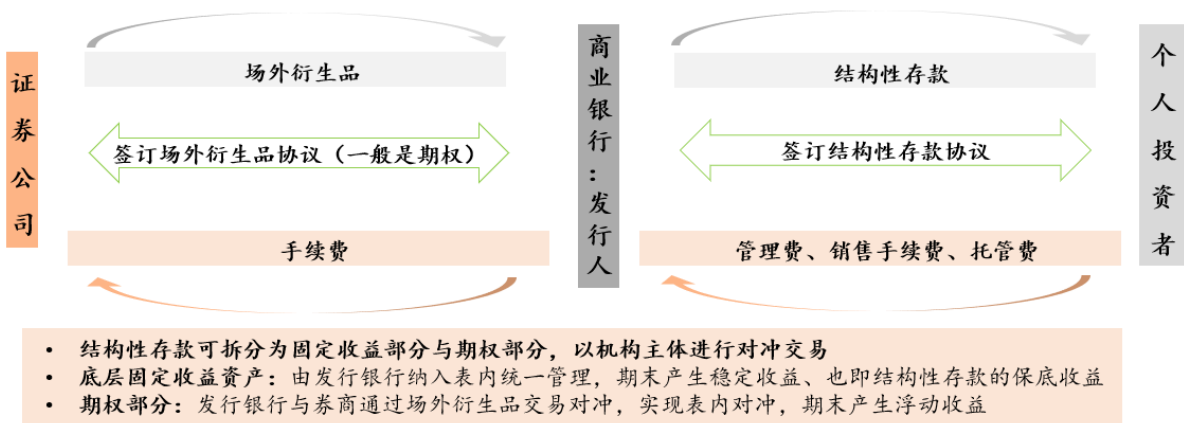 证券公司
场外衍生品
签订场外衍生品协议（一般是期权）
手续费
商业银行：发行人
结构性存款
签订结构性存款协议
管理费、销售手续费、托管费
个人投资者
• 结构性存款可拆分为固定收益部分与期权部分，以机构主体进行对冲交易
• 底层固定收益资产：由发行银行纳入表内统一管理，期末产生稳定收益、也即结构性存款的保底收益
• 期权部分：发行银行与券商通过场外衍生品交易对冲，实现表内对冲，期末产生浮动收益